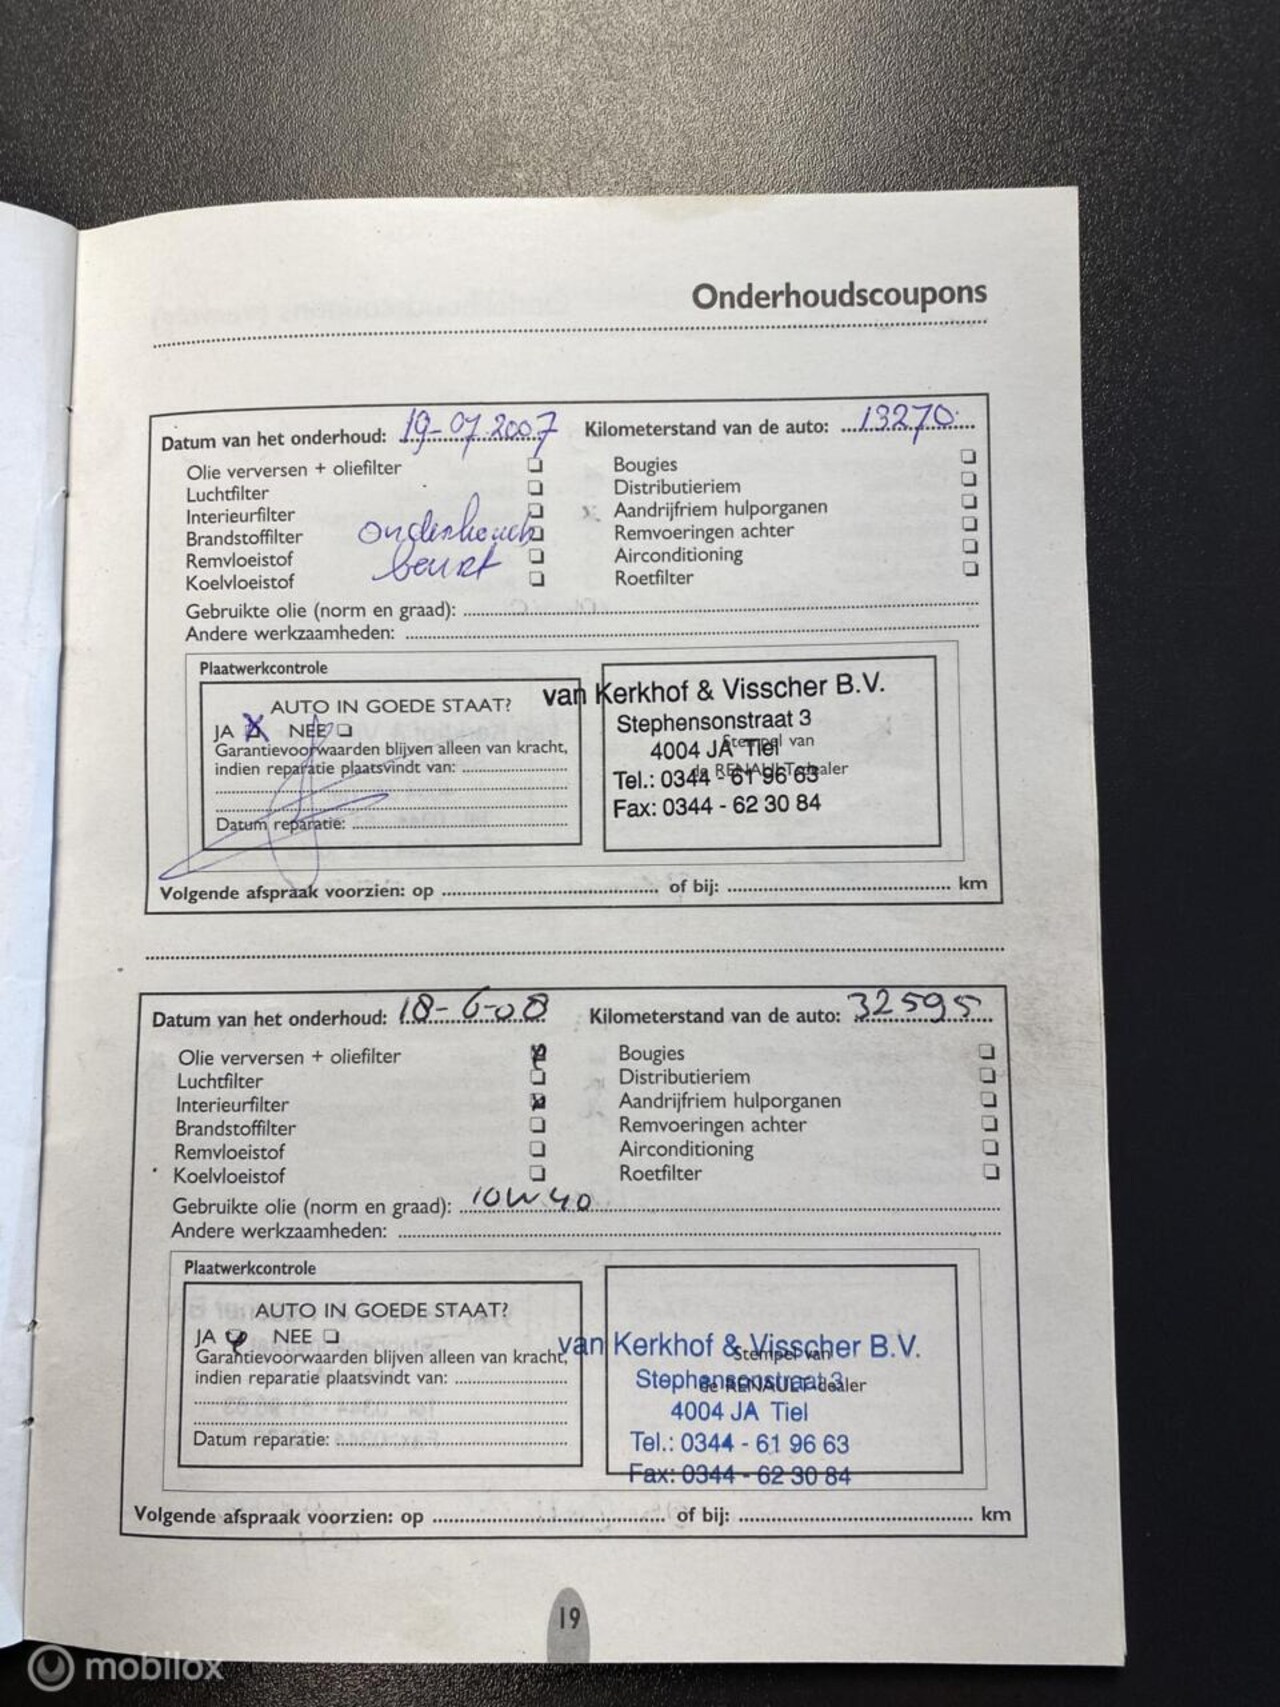 Onderhoudscoupons
Datum van het onderhoud: 19-07-2007 Kilometerstand van de auto: 13270
Olie verversen + oliefilter Bougies
Luchtfilter Distributieriem
Interieurfilter Aandrijfriem hulporganen
Brandstoffilter Remvoeringen achter
Remvloeistof Airconditioning
Koelvloeistof Roetfilter
onderhouds
beurt
Gebruikte olie (norm en graad):
Andere werkzaamheden:
Plaatwerkcontrole
AUTO IN GOEDE STAAT?
JA X NEE
Garantievoorwaarden blijven alleen van kracht,
indien reparatie plaatsvindt van:
Datum reparatie:
van Kerkhof & Visscher B.V.
Stephensonstraat 3
4004 JA Tiel
Tel.: 0344 - 61 96 63
Fax: 0344 - 62 30 84
Stempel van
de RENAULT-dealer
Volgende afspraak voorzien: op of bij: km
Datum van het onderhoud: 18-6-08 Kilometerstand van de auto: 32595
Olie verversen + oliefilter Bougies
Luchtfilter Distributieriem
Interieurfilter Aandrijfriem hulporganen
Brandstoffilter Remvoeringen achter
Remvloeistof Airconditioning
Koelvloeistof Roetfilter
Gebruikte olie (norm en graad): 10W40
Andere werkzaamheden:
Plaatwerkcontrole
AUTO IN GOEDE STAAT?
JA NEE
Garantievoorwaarden blijven alleen van kracht,
indien reparatie plaatsvindt van:
Datum reparatie:
van Kerkhof & Visscher B.V.
Stephensonstraat 3
4004 JA Tiel
Tel.: 0344 - 61 96 63
Fax: 0344 - 62 30 84
Stempel van
de RENAULT-dealer
Volgende afspraak voorzien: op of bij: km
19
mobilox